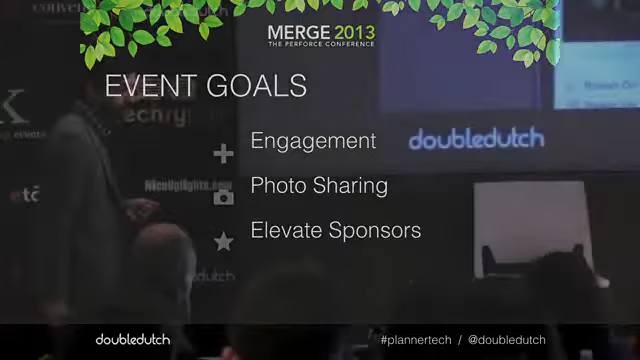 MERGE 2013
THE PERFORCE CONFERENCE
EVENT GOALS
doubledutch
Engagement
Photo Sharing
Elevate Sponsors
doubledutch
#plannertech / @doubledutch